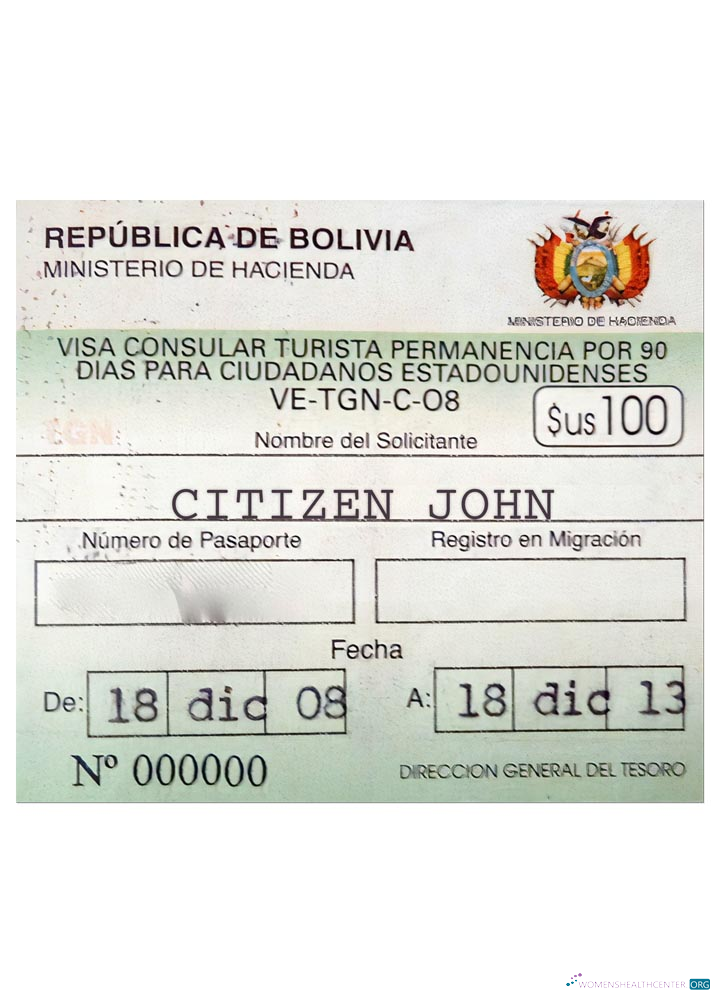 REPÚBLICA DE BOLIVIA
MINISTERIO DE HACIENDA
MINISTERIO DE HACIENDA
VISA CONSULAR TURISTA PERMANENCIA POR 90
DIAS PARA CIUDADANOS ESTADOUNIDENSES
VE-TGN-C-08
$us 100
TGN
Nombre del Solicitante
CITIZEN JOHN
Número de Pasaporte
Registro en Migración
Fecha
De: 18 dic 08
A: 18 dic 13
Nº 000000
DIRECCION GENERAL DEL TESORO
WOMENSHEALTHCENTER.ORG